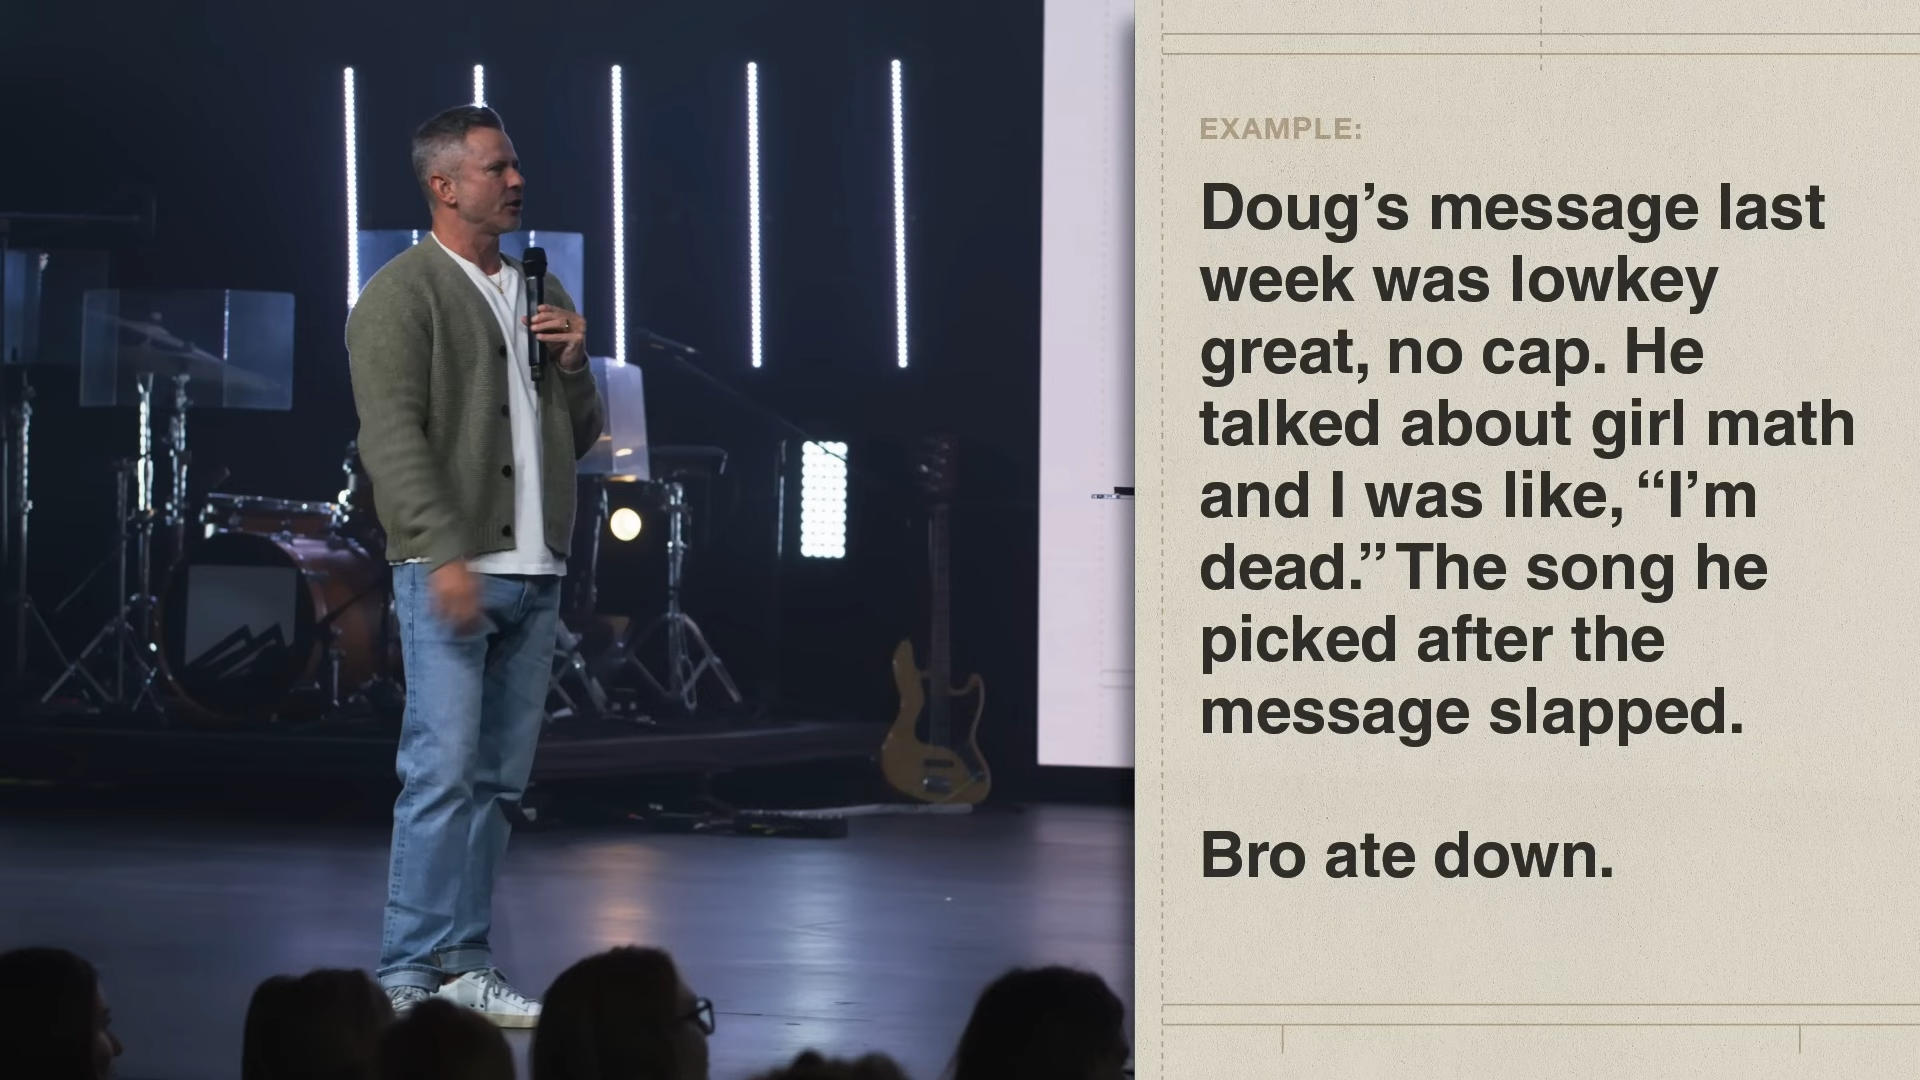 EXAMPLE:
Doug’s message last
week was lowkey
great, no cap. He
talked about girl math
and I was like, “I’m
dead.” The song he
picked after the
message slapped.
Bro ate down.